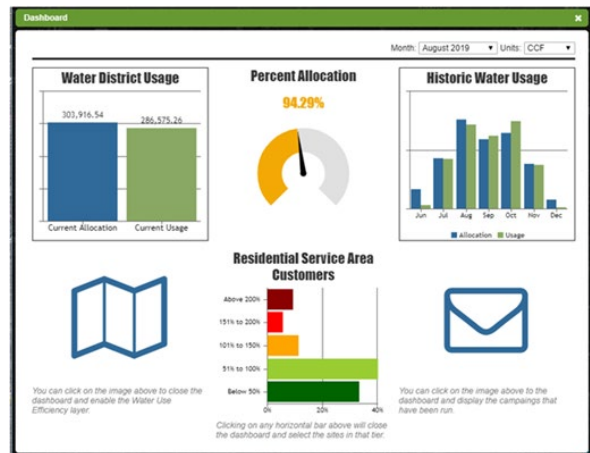 Dashboard
Month: August 2019 Units: CCF
Water District Usage
303,916.54
286,575.26
Current Allocation
Current Usage
Percent Allocation
94.29%
Historic Water Usage
Jun Jul Aug Sep Oct Nov Dec
Allocation Usage
You can click on the image above to close the
dashboard and enable the Water Use
Efficiency layer.
Residential Service Area
Customers
Above 200%
151% to 200%
101% to 150%
51% to 100%
Below 50%
0% 20% 40%
Clicking on any horizontal bar above will close
the dashboard and select the sites in that tier.
You can click on the image above to the
dashboard and display the campaings that
have been run.